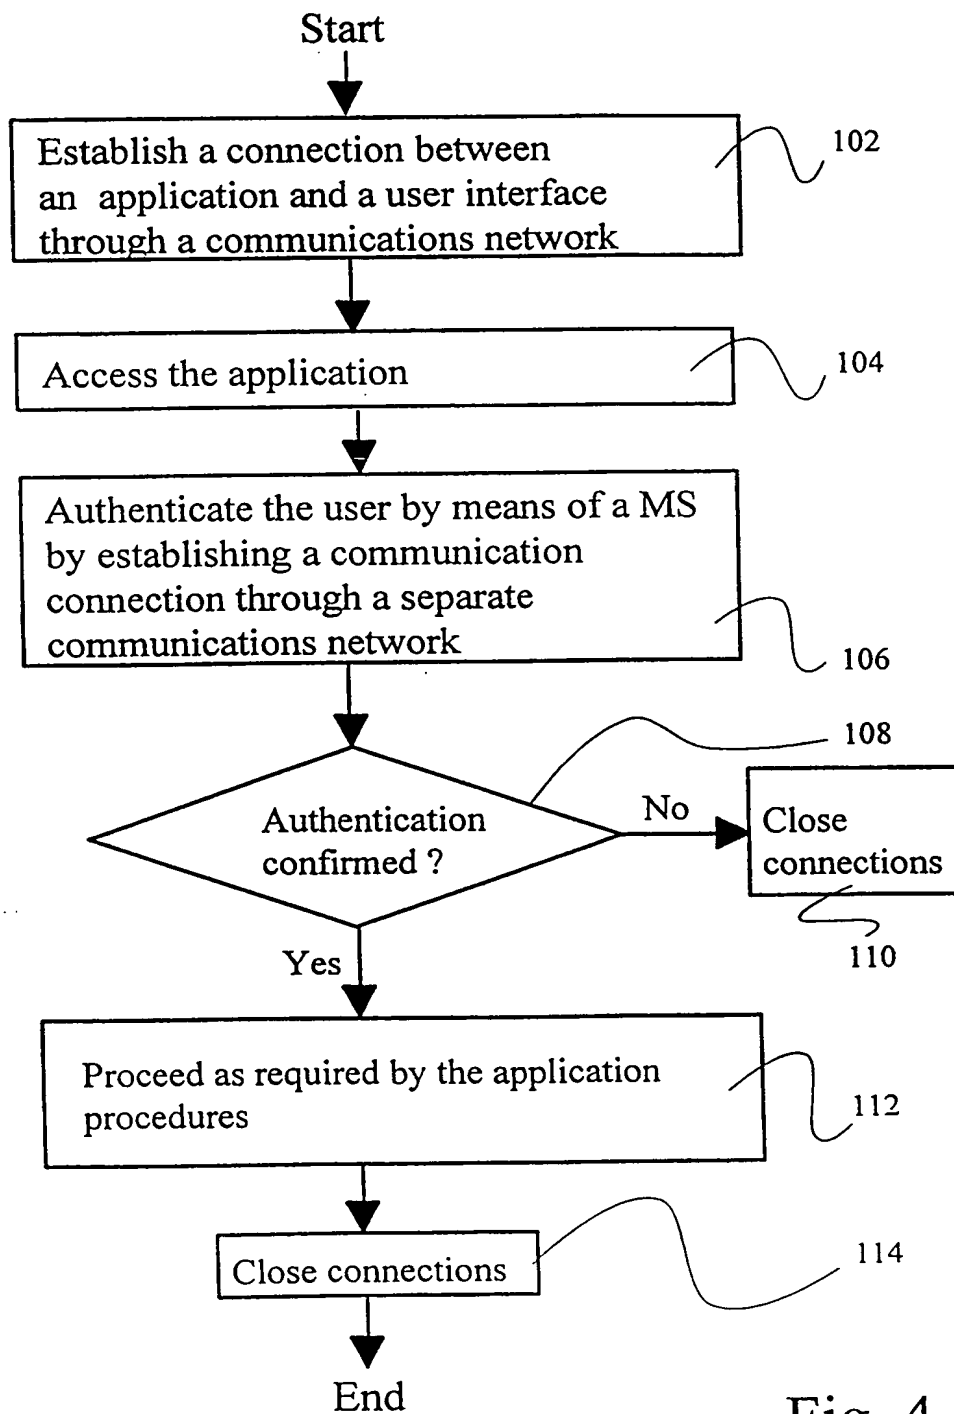 Start
Establish a connection between
an application and a user interface
through a communications network
102
Access the application
104
Authenticate the user by means of a MS
by establishing a communication
connection through a separate
communications network
106
108
Authentication
confirmed ?
No
Close
connections
110
Yes
Proceed as required by the application
procedures
112
Close connections
114
End
Fig. 4